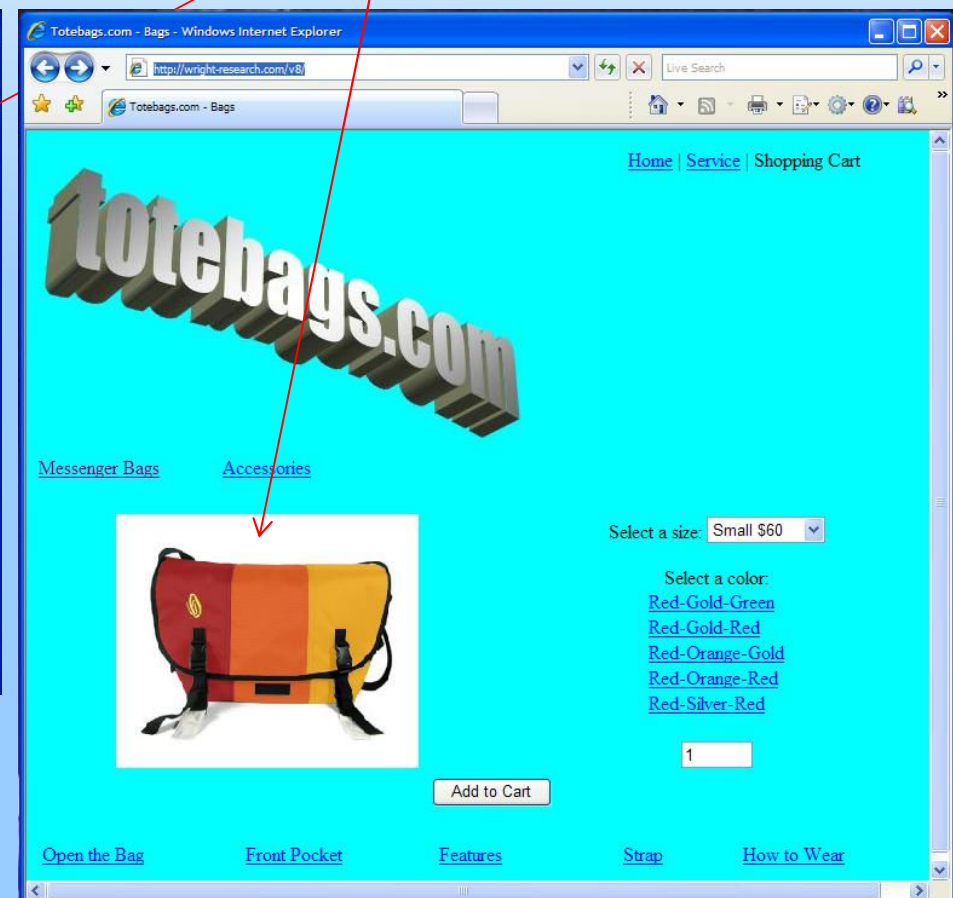 Totebags.com - Bags - Windows Internet Explorer
http://wright-research.com/v8/
Live Search
Totebags.com - Bags
Home | Service | Shopping Cart
totebags.com
Messenger Bags Accessories
Select a size: Small $60
Select a color:
Red-Gold-Green
Red-Gold-Red
Red-Orange-Gold
Red-Orange-Red
Red-Silver-Red
1
Add to Cart
Open the Bag Front Pocket Features Strap How to Wear